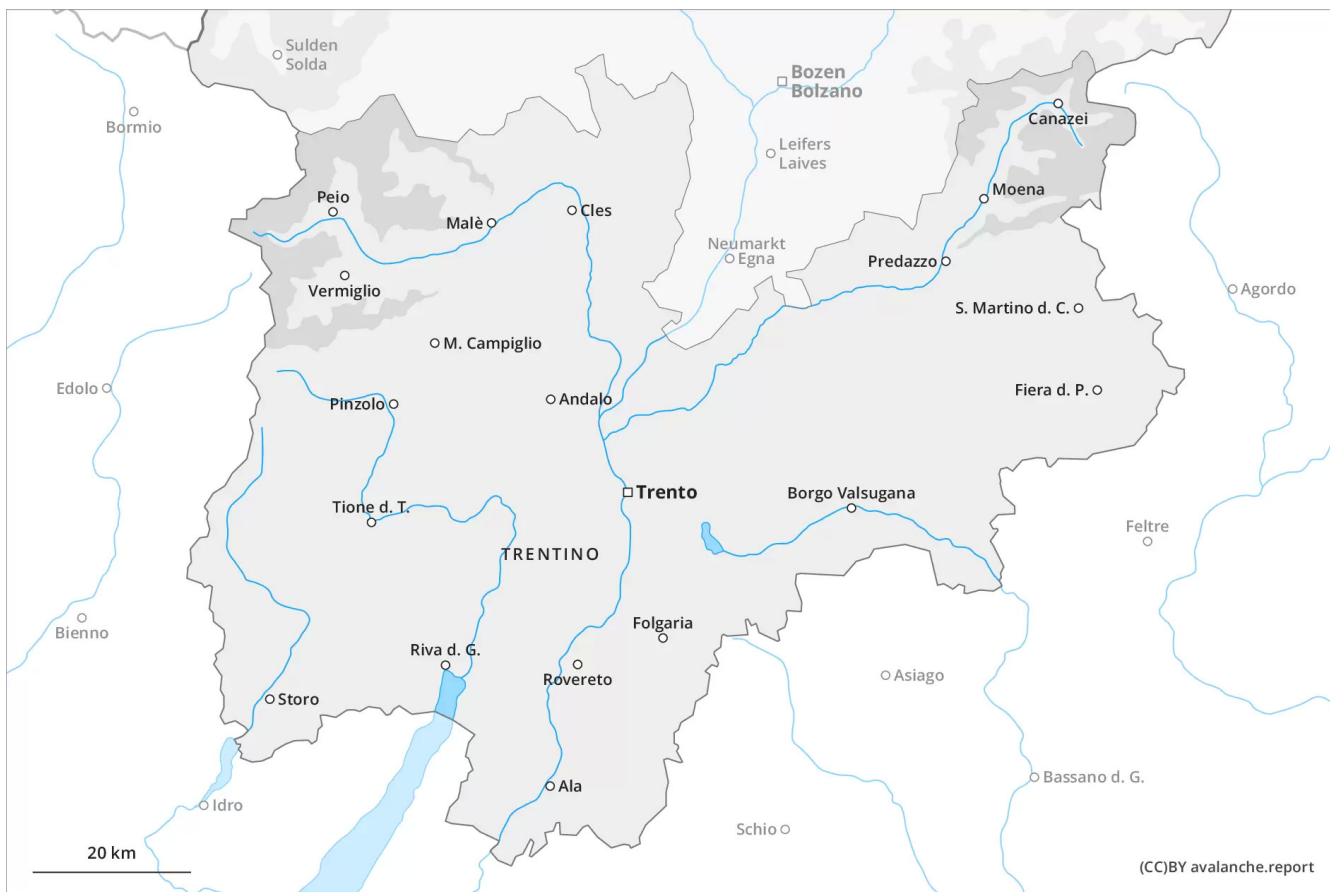 Sulden
Solda
Bozen
Bolzano
Canazei
Bormio
Leifers
Laives
Moena
Peio
Malè
Cles
Neumarkt
Egna
Predazzo
Vermiglio
Agordo
S. Martino d. C.
M. Campiglio
Edolo
Fiera d. P.
Pinzolo
Andalo
Trento
Borgo Valsugana
Tione d. T.
Feltre
TRENTINO
Bienno
Folgaria
Riva d. G.
Rovereto
Asiago
Storo
Bassano d. G.
Ala
Idro
Schio
20 km
(CC)BY avalanche.report